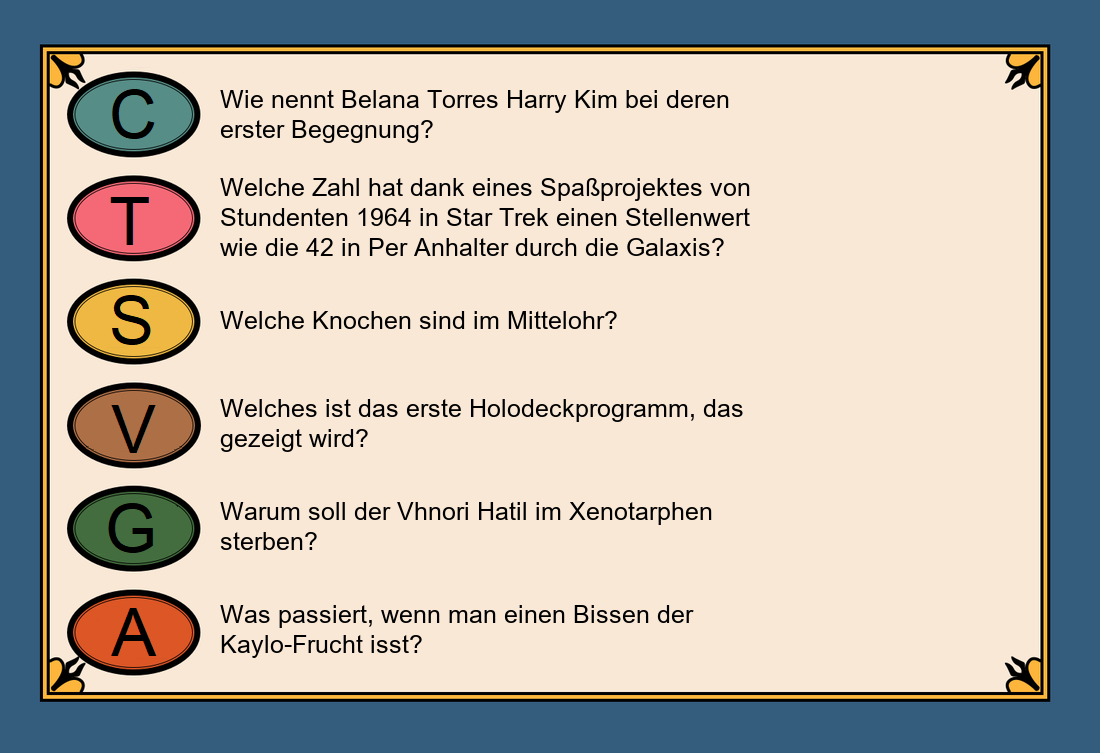 C
Wie nennt Belana Torres Harry Kim bei deren
erster Begegnung?
T
Welche Zahl hat dank eines Spaßprojektes von
Stundenten 1964 in Star Trek einen Stellenwert
wie die 42 in Per Anhalter durch die Galaxis?
S
Welche Knochen sind im Mittelohr?
V
Welches ist das erste Holodeckprogramm, das
gezeigt wird?
G
Warum soll der Vhnori Hatil im Xenotarphen
sterben?
A
Was passiert, wenn man einen Bissen der
Kaylo-Frucht isst?